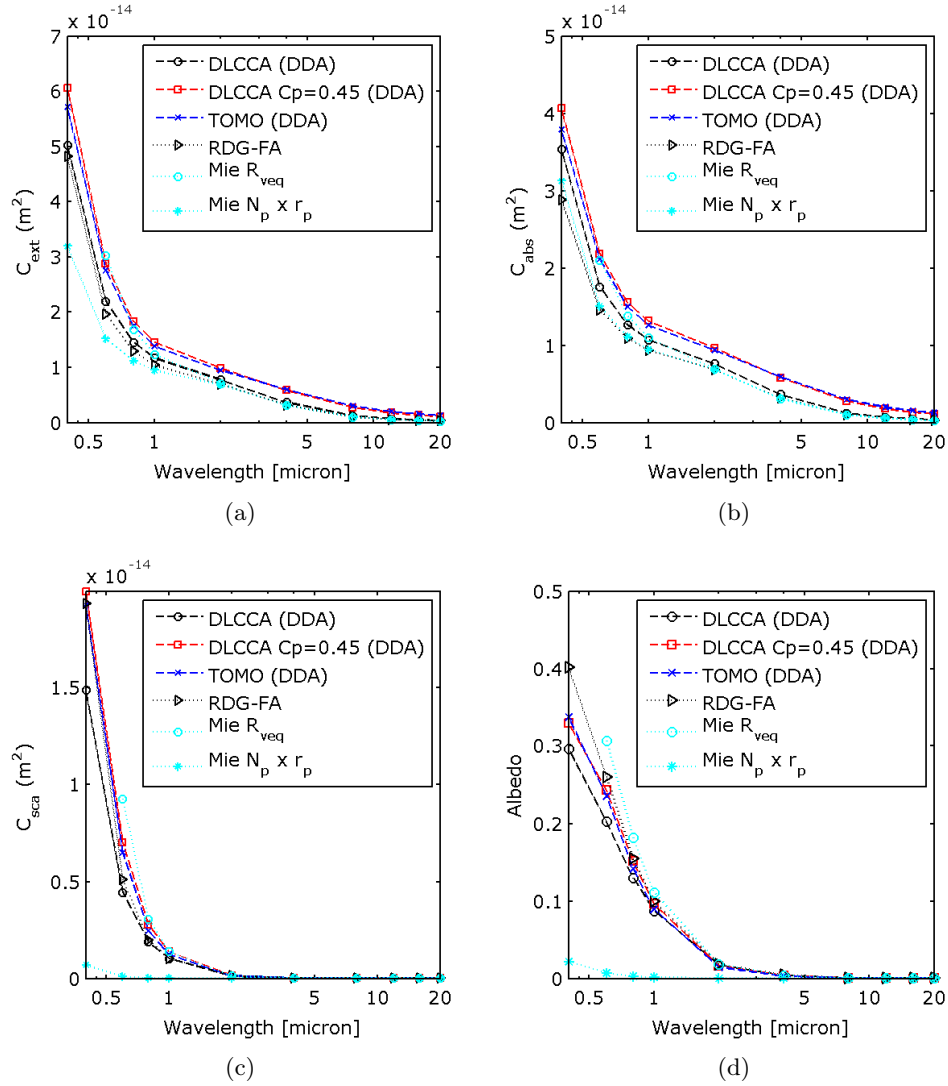 x 10⁻¹⁴
7
6
5
4
3
2
1
0
C_ext (m²)
DLCCA (DDA)
DLCCA Cp=0.45 (DDA)
TOMO (DDA)
RDG-FA
Mie R_veq
Mie N_p x r_p
0.5 1 5 10 20
Wavelength [micron]
(a)
x 10⁻¹⁴
5
4
3
2
1
0
C_abs (m²)
DLCCA (DDA)
DLCCA Cp=0.45 (DDA)
TOMO (DDA)
RDG-FA
Mie R_veq
Mie N_p x r_p
0.5 1 5 10 20
Wavelength [micron]
(b)
x 10⁻¹⁴
1.5
1
0.5
0
C_sca (m²)
DLCCA (DDA)
DLCCA Cp=0.45 (DDA)
TOMO (DDA)
RDG-FA
Mie R_veq
Mie N_p x r_p
0.5 1 5 10 20
Wavelength [micron]
(c)
0.5
0.4
0.3
0.2
0.1
0
Albedo
DLCCA (DDA)
DLCCA Cp=0.45 (DDA)
TOMO (DDA)
RDG-FA
Mie R_veq
Mie N_p x r_p
0.5 1 5 10 20
Wavelength [micron]
(d)